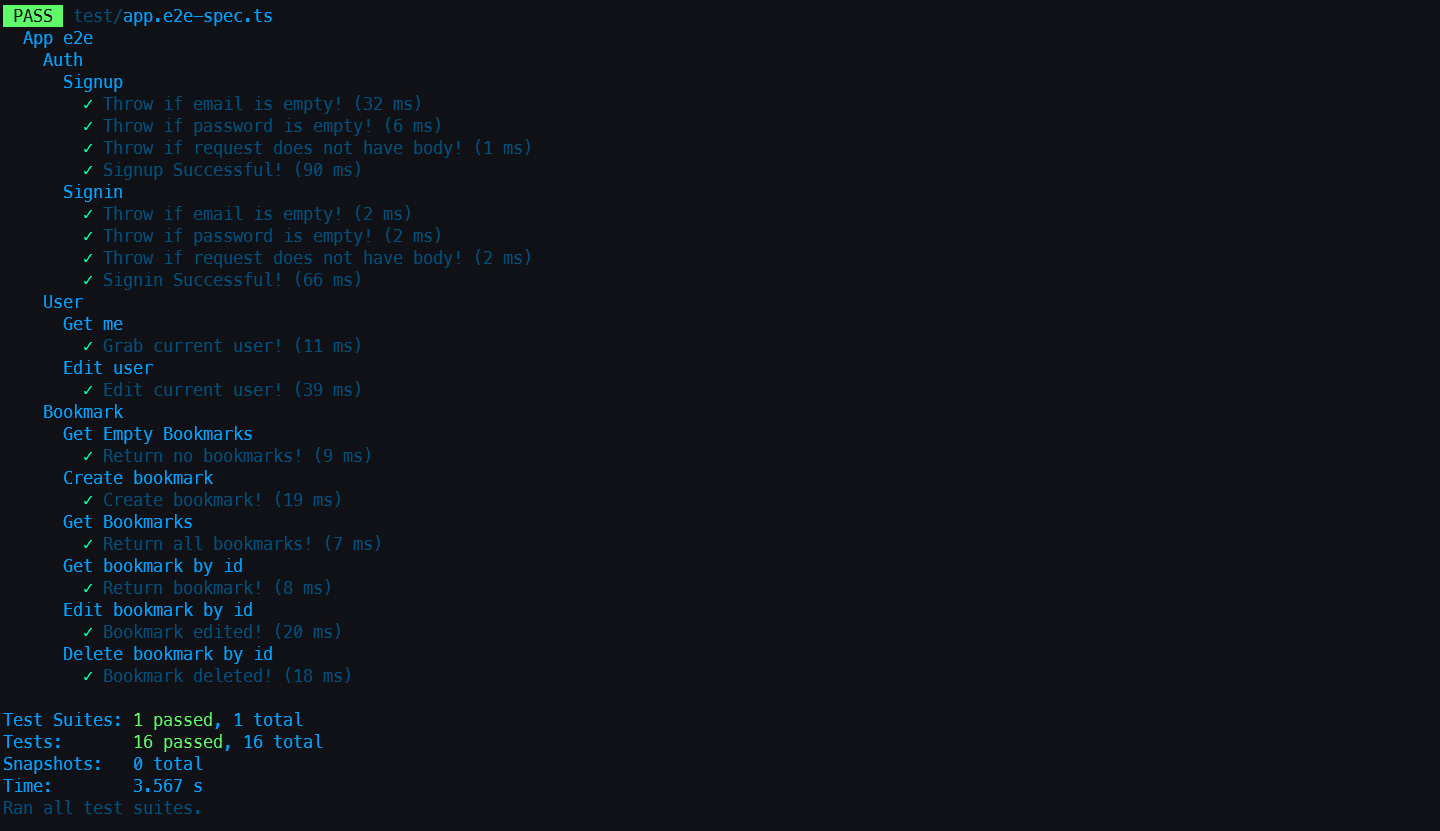 PASS test/app.e2e-spec.ts
App e2e
Auth
Signup
✓ Throw if email is empty! (32 ms)
✓ Throw if password is empty! (6 ms)
✓ Throw if request does not have body! (1 ms)
✓ Signup Successful! (90 ms)
Signin
✓ Throw if email is empty! (2 ms)
✓ Throw if password is empty! (2 ms)
✓ Throw if request does not have body! (2 ms)
✓ Signin Successful! (66 ms)
User
Get me
✓ Grab current user! (11 ms)
Edit user
✓ Edit current user! (39 ms)
Bookmark
Get Empty Bookmarks
✓ Return no bookmarks! (9 ms)
Create bookmark
✓ Create bookmark! (19 ms)
Get Bookmarks
✓ Return all bookmarks! (7 ms)
Get bookmark by id
✓ Return bookmark! (8 ms)
Edit bookmark by id
✓ Bookmark edited! (20 ms)
Delete bookmark by id
✓ Bookmark deleted! (18 ms)
Test Suites: 1 passed, 1 total
Tests: 16 passed, 16 total
Snapshots: 0 total
Time: 3.567 s
Ran all test suites.